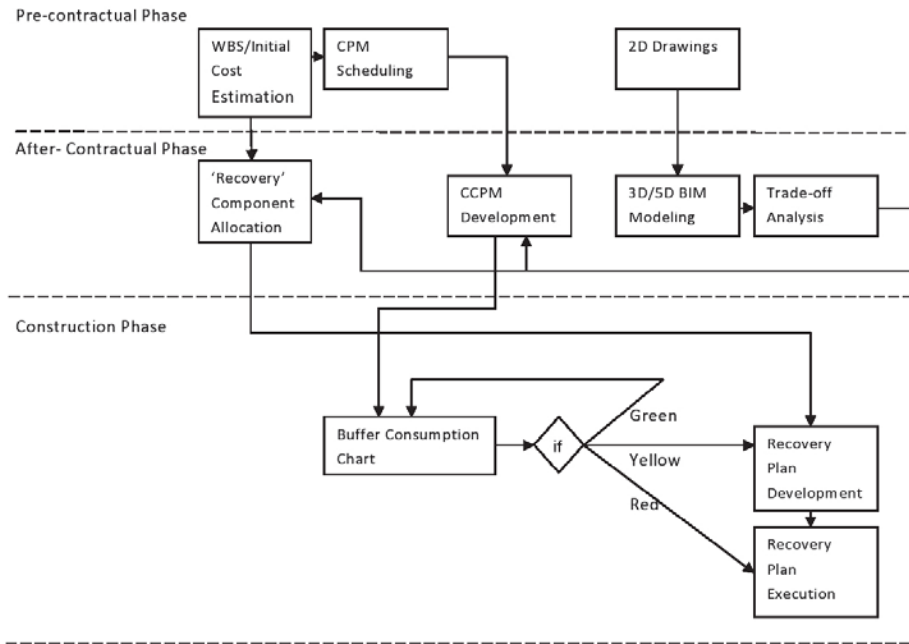 Pre-contractual Phase
WBS/Initial
Cost
Estimation
CPM
Scheduling
2D Drawings
After- Contractual Phase
‘Recovery’
Component
Allocation
CCPM
Development
3D/5D BIM
Modeling
Trade-off
Analysis
Construction Phase
Buffer Consumption
Chart
if
Green
Yellow
Red
Recovery
Plan
Development
Recovery
Plan
Execution